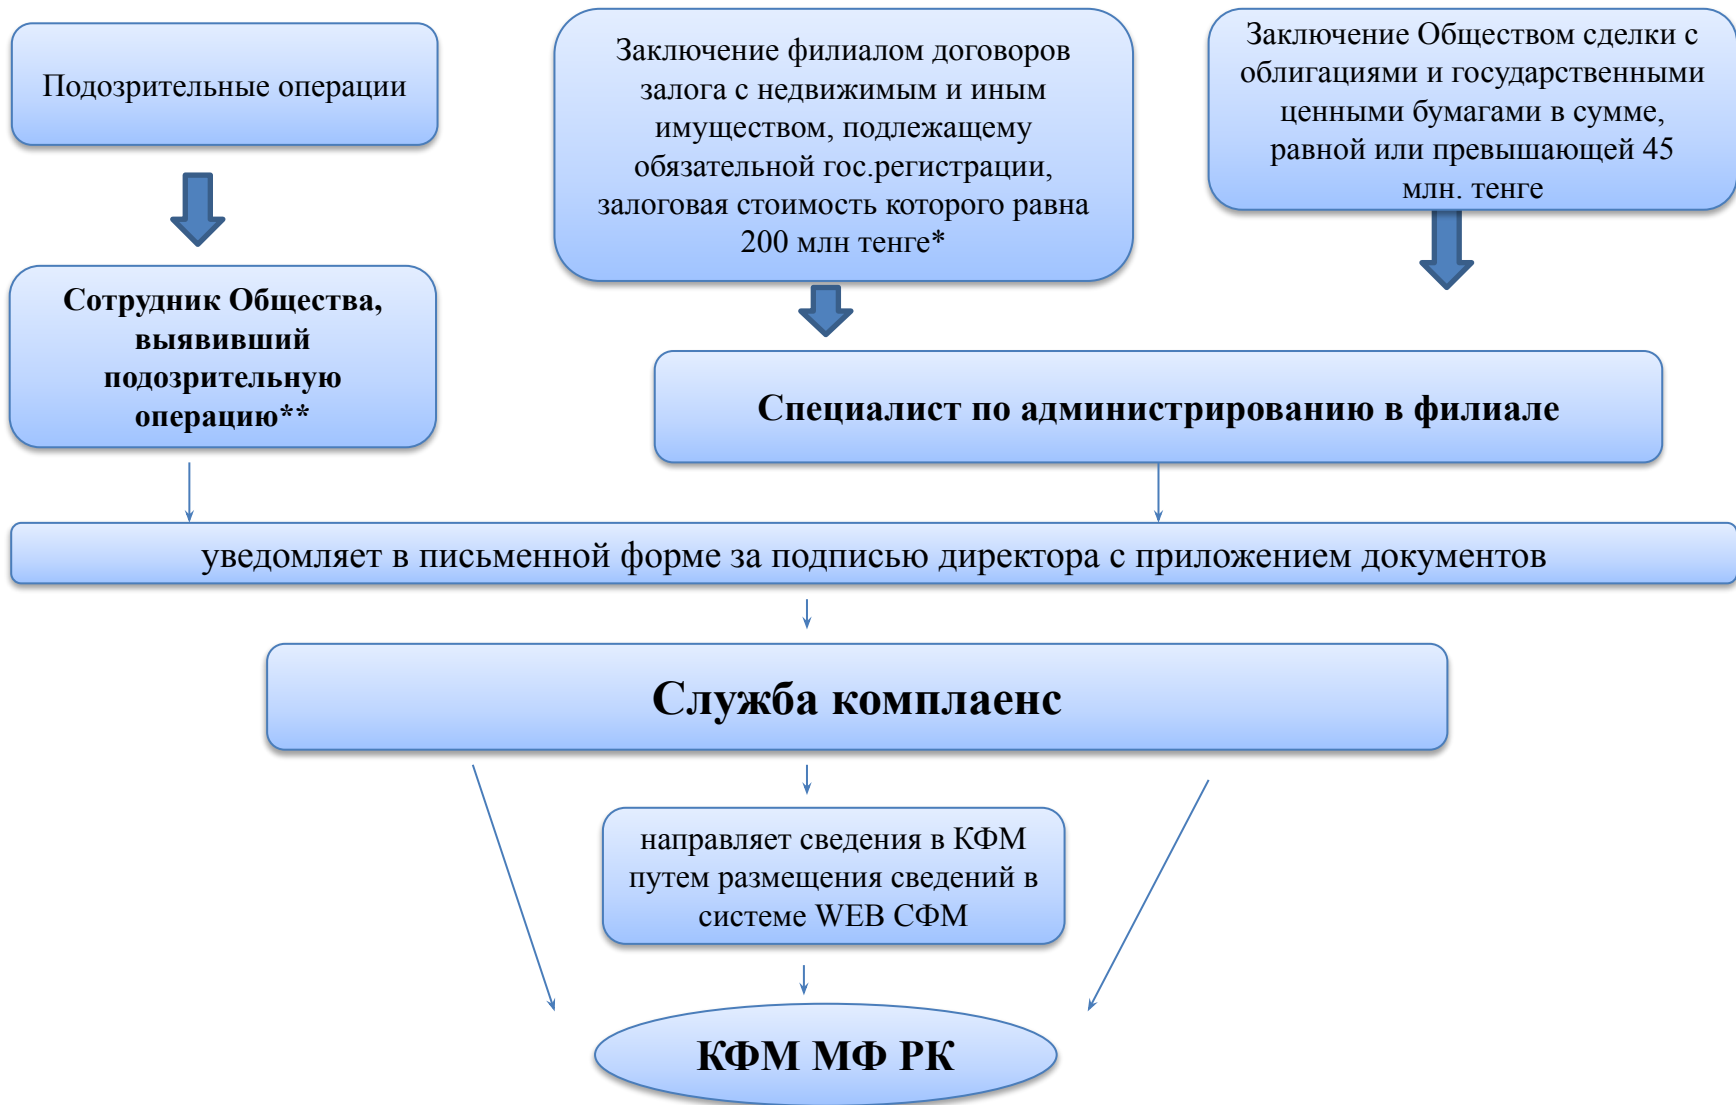 Подозрительные операции
Заключение филиалом договоров
залога с недвижимым и иным
имуществом, подлежащему
обязательной гос.регистрации,
залоговая стоимость которого равна
200 млн тенге*
Заключение Обществом сделки с
облигациями и государственными
ценными бумагами в сумме,
равной или превышающей 45
млн. тенге
Сотрудник Общества,
выявивший
подозрительную
операцию**
Специалист по администрированию в филиале
уведомляет в письменной форме за подписью директора с приложением документов
Служба комплаенс
направляет сведения в КФМ
путем размещения сведений в
системе WEB СФМ
КФМ МФ РК